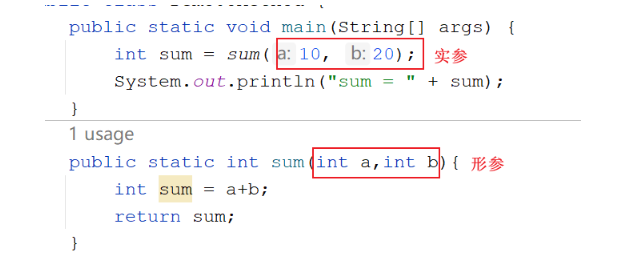 public static void main(String[] args) {
int sum = sum( a: 10, b: 20); 实参
System.out.println("sum = " + sum);
}
1 usage
public static int sum(int a,int b){ 形参
int sum = a+b;
return sum;
}